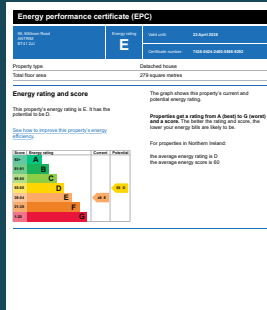 Energy performance certificate (EPC)
Energy rating
E
Valid until:
Certificate number:
ANTRIM
Property type
Detached house
Total floor area
279 square metres
Energy rating and score
This property's energy rating is E. It has the
potential to be D.
See how to improve this property's energy
efficiency.
Score
Energy rating
Current
Potential
92+
A
81-91
B
69-80
C
55-68
D
39-54
E
21-38
F
1-20
G
The graph shows this property's current and
potential energy rating.
Properties get a rating from A (best) to G (worst)
and a score. The better the rating and score, the
lower your energy bills are likely to be.
For properties in Northern Ireland:
the average energy rating is D
the average energy score is 60